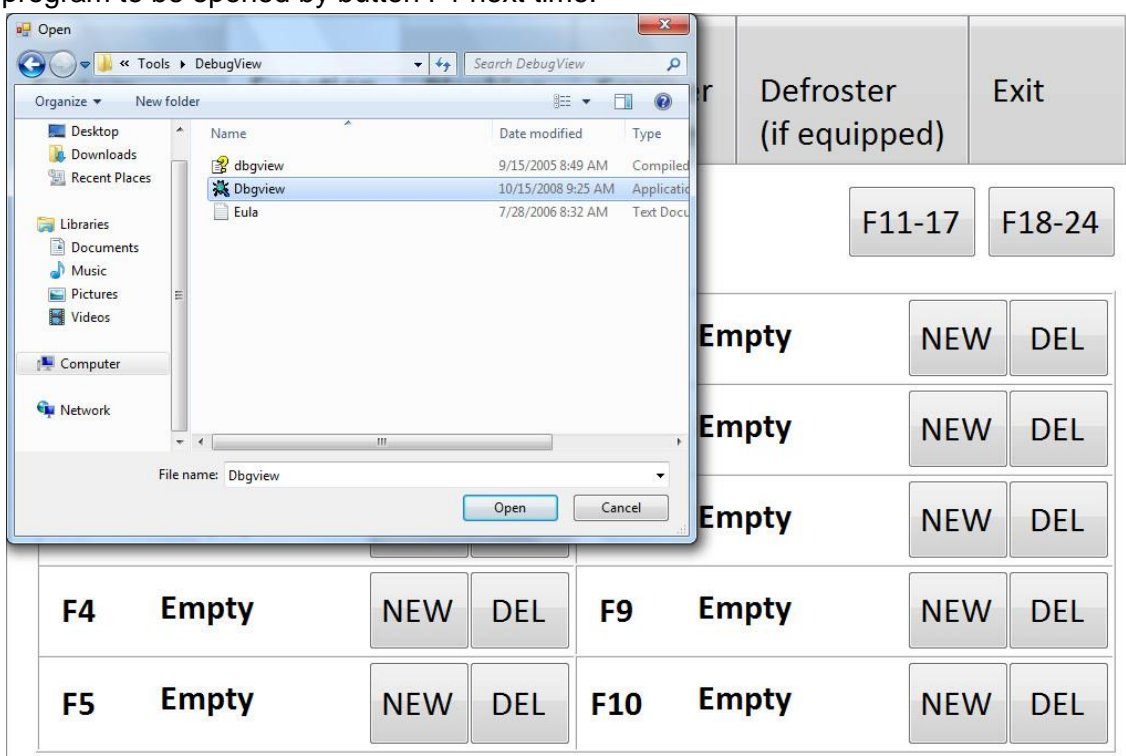 program to be opened by button F1 next time.
Open
« Tools ▸ DebugView
Search DebugView
Organize ▾ New folder
Desktop
Downloads
Recent Places
Libraries
Documents
Music
Pictures
Videos
Computer
Network
Name Date modified Type
dbgview 9/15/2005 8:49 AM Compiled
Dbgview 10/15/2008 9:25 AM Applicatic
Eula 7/28/2006 8:32 AM Text Docu
File name: Dbgview
Open Cancel
Defroster
(if equipped)
Exit
F11-17 F18-24
Empty NEW DEL
Empty NEW DEL
Empty NEW DEL
F4 Empty NEW DEL F9 Empty NEW DEL
F5 Empty NEW DEL F10 Empty NEW DEL